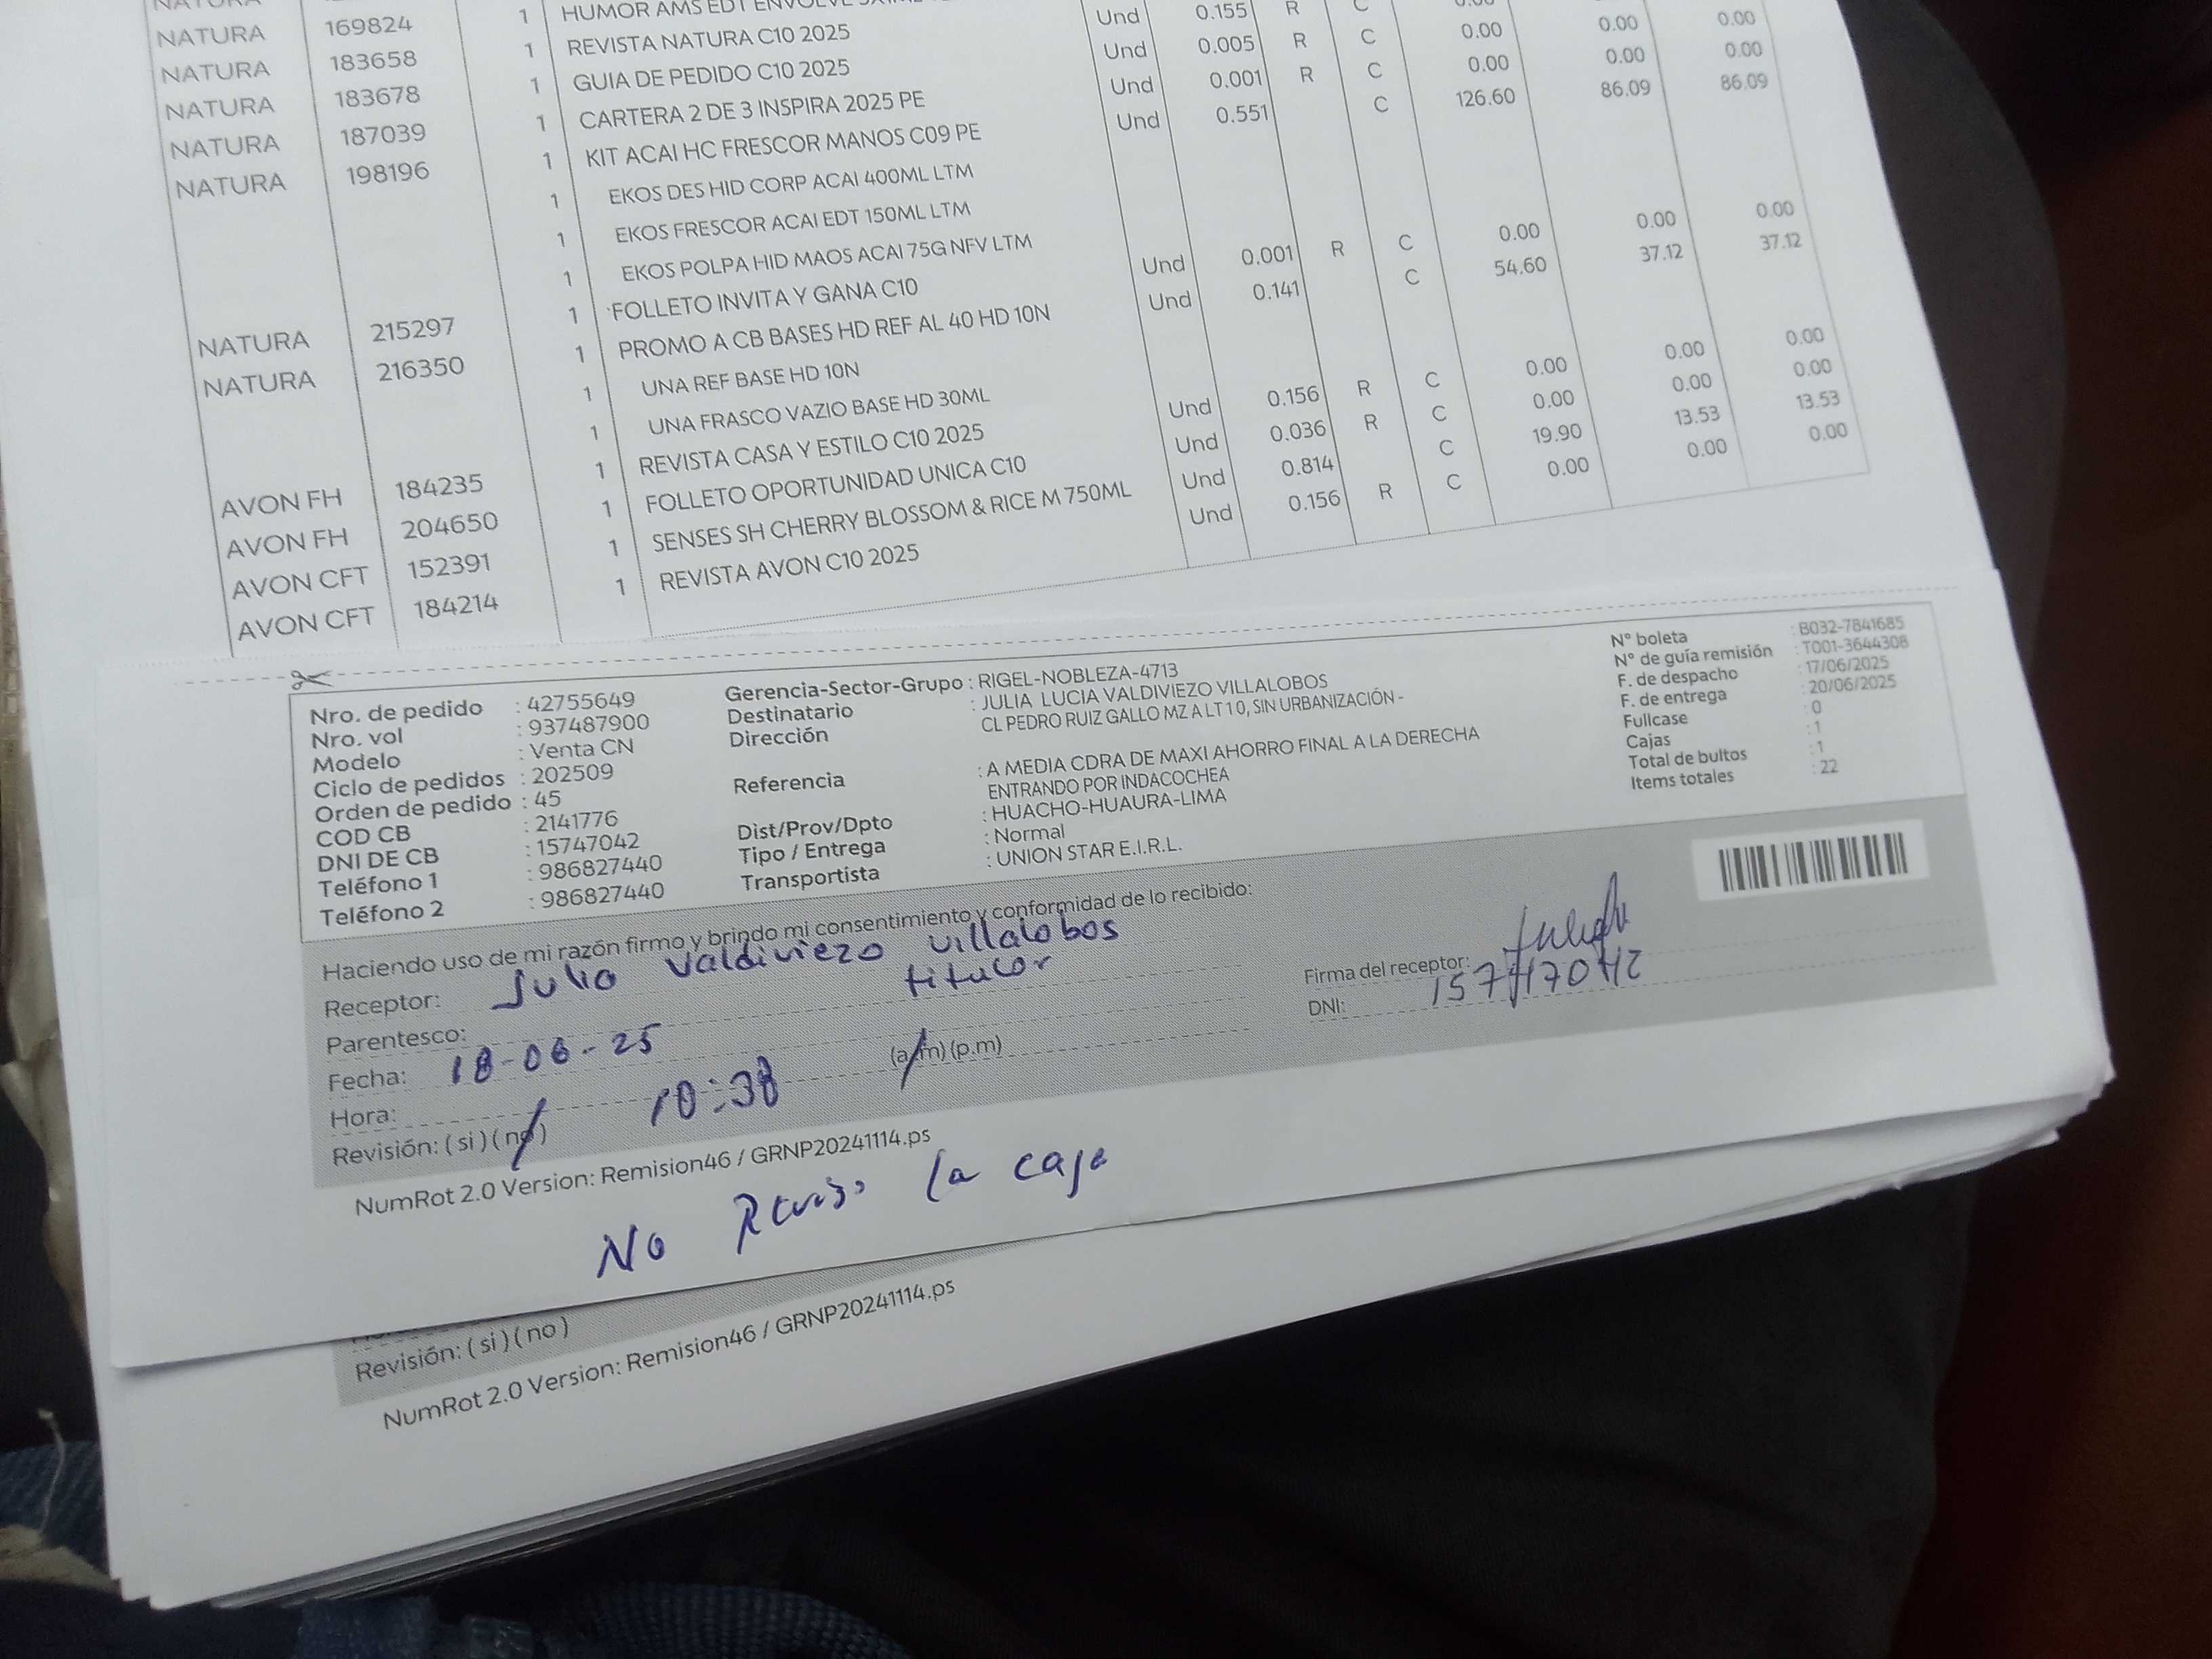 NATURA 169824 1 HUMOR AMS EDT Und 0.155 R C
NATURA 183658 1 REVISTA NATURA C10 2025 Und 0.005 R C 0.00 0.00 0.00
NATURA 183678 1 GUIA DE PEDIDO C10 2025 Und 0.001 R C 0.00 0.00 0.00
NATURA 187039 1 CARTERA 2 DE 3 INSPIRA 2025 PE Und 0.551 C 126.60 86.09 86.09
NATURA 198196 1 KIT ACAI HC FRESCOR MANOS C09 PE
1 EKOS DES HID CORP ACAI 400ML LTM
1 EKOS FRESCOR ACAI EDT 150ML LTM
1 EKOS POLPA HID MAOS ACAI 75G NFV LTM
NATURA 215297 1 FOLLETO INVITA Y GANA C10 Und 0.001 R C 0.00 0.00 0.00
NATURA 216350 1 PROMO A CB BASES HD REF AL 40 HD 10N Und 0.141 C 54.60 37.12 37.12
1 UNA REF BASE HD 10N
1 UNA FRASCO VAZIO BASE HD 30ML
AVON FH 184235 1 REVISTA CASA Y ESTILO C10 2025 Und 0.156 R C 0.00 0.00 0.00
AVON FH 204650 1 FOLLETO OPORTUNIDAD UNICA C10 Und 0.036 R C 0.00 0.00 0.00
AVON CFT 152391 1 SENSES SH CHERRY BLOSSOM & RICE M 750ML Und 0.814 C 19.90 13.53 13.53
AVON CFT 184214 1 REVISTA AVON C10 2025 Und 0.156 R C 0.00 0.00 0.00
Nro. de pedido : 42755649
Nro. vol : 937487900
Modelo : Venta CN
Ciclo de pedidos : 202509
Orden de pedido : 45
COD CB : 2141776
DNI DE CB : 15747042
Teléfono 1 : 986827440
Teléfono 2 : 986827440
Gerencia-Sector-Grupo : RIGEL-NOBLEZA-4713
Destinatario : JULIA LUCIA VALDIVIEZO VILLALOBOS
Dirección CL PEDRO RUIZ GALLO MZ A LT 10, SIN URBANIZACIÓN -
Referencia : A MEDIA CDRA DE MAXI AHORRO FINAL A LA DERECHA
ENTRANDO POR INDACOCHEA
Dist/Prov/Dpto : HUACHO-HUAURA-LIMA
Tipo / Entrega : Normal
Transportista : UNION STAR E.I.R.L.
N° boleta : B032-7841685
N° de guía remisión : T001-3644308
F. de despacho : 17/06/2025
F. de entrega : 20/06/2025
Fullcase : 0
Cajas : 1
Total de bultos : 1
Items totales : 22
Haciendo uso de mi razón firmo y brindo mi consentimiento y conformidad de lo recibido:
Receptor: Julia Valdiviezo Villalobos
Parentesco: titular
Fecha: 18-06-25
Hora: 10:38 (a.m) (p.m)
Revisión: ( si ) ( no )
Firma del receptor:
DNI: 15747042
NumRot 2.0 Version: Remision46 / GRNP20241114.ps
No Reviso la caja
Revisión: ( si ) ( no )
NumRot 2.0 Version: Remision46 / GRNP20241114.ps